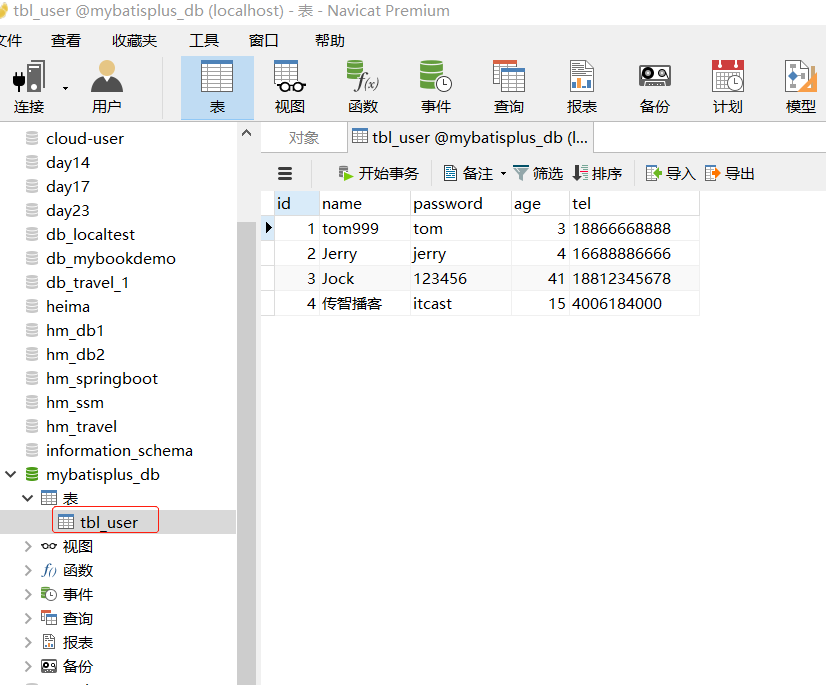 tbl_user @mybatisplus_db (localhost) - 表 - Navicat Premium
文件 查看 收藏夹 工具 窗口 帮助
连接 用户 表 视图 函数 事件 查询 报表 备份 计划 模型
对象 tbl_user @mybatisplus_db (l...
开始事务 备注 筛选 排序 导入 导出
id name password age tel
1 tom999 tom 3 18866668888
2 Jerry jerry 4 16688886666
3 Jock 123456 41 18812345678
4 传智播客 itcast 15 4006184000
cloud-user
day14
day17
day23
db_localtest
db_mybookdemo
db_travel_1
heima
hm_db1
hm_db2
hm_springboot
hm_ssm
hm_travel
information_schema
mybatisplus_db
表
tbl_user
视图
函数
事件
查询
报表
备份